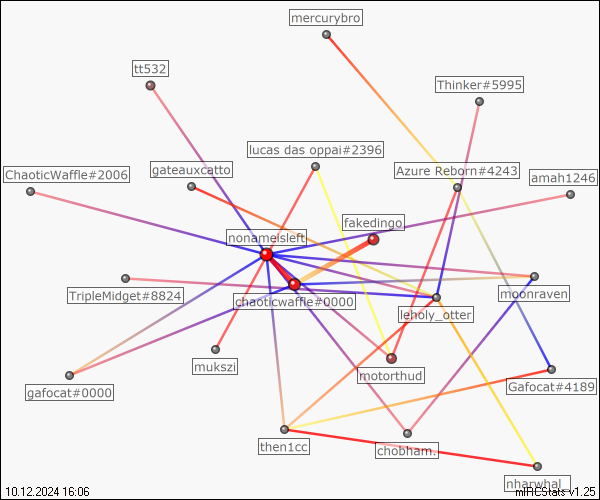 mercurybro
tt532
Thinker#5995
lucas das oppai#2396
gateauxcatto
Azure Reborn#4243
ChaoticWaffle#2006
amah1246
fakedingo
nonameisleft
moonraven
TripleMidget#8824
chaoticwaffle#0000
leholy_otter
mukszi
motorthud
gafocat#0000
Gafocat#4189
then1cc
chobham.
nharwhal_
10.12.2024 16:06
mIRCStats v1.25